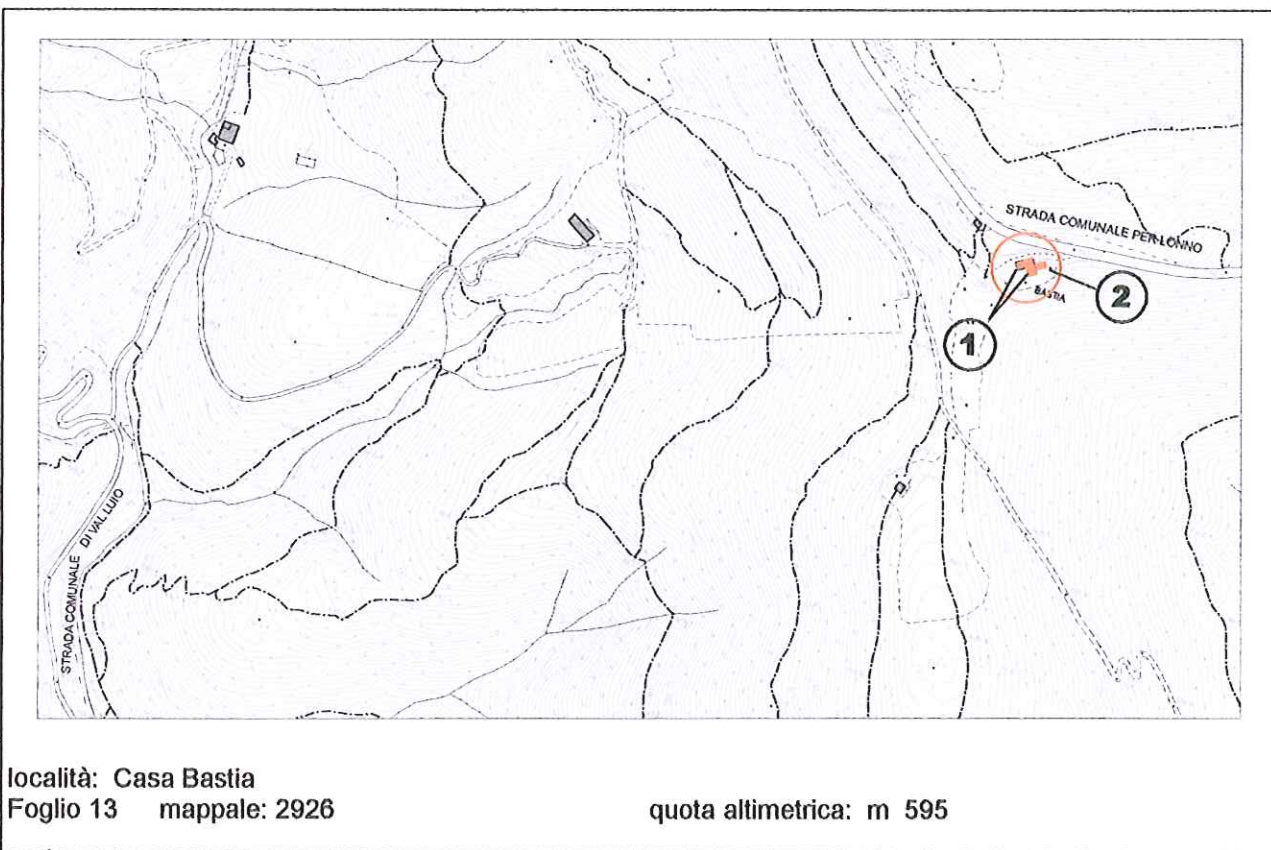 STRADA COMUNALE PER LONNO
BASTIA
2
1
STRADA COMUNALE DI VAL LUIO
località: Casa Bastia
Foglio 13 mappale: 2926 quota altimetrica: m 595